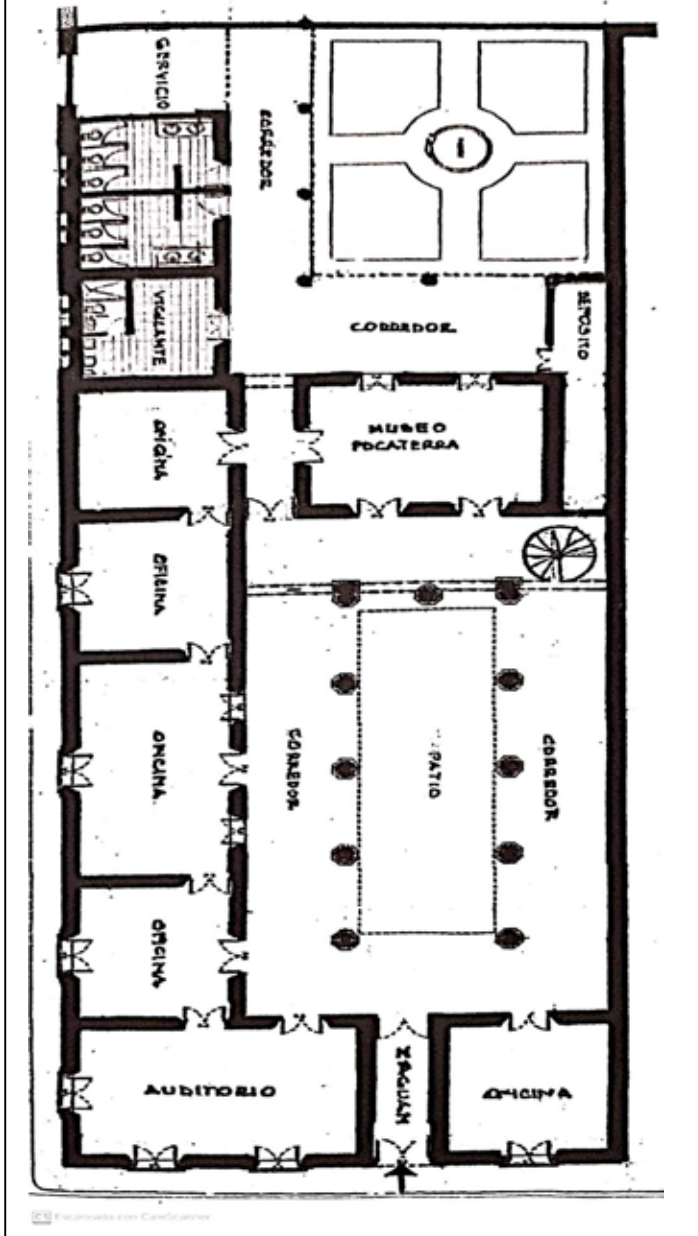 SERVICIO
CORREDOR
VIGILANTE
CORREDOR
DEPOSITO
OFICINA
MUSEO
POCATERRA
OFICINA
OFICINA
CORREDOR
PATIO
CORREDOR
OFICINA
AUDITORIO
ZAGUAN
OFICINA
CS Escaneado con CamScanner